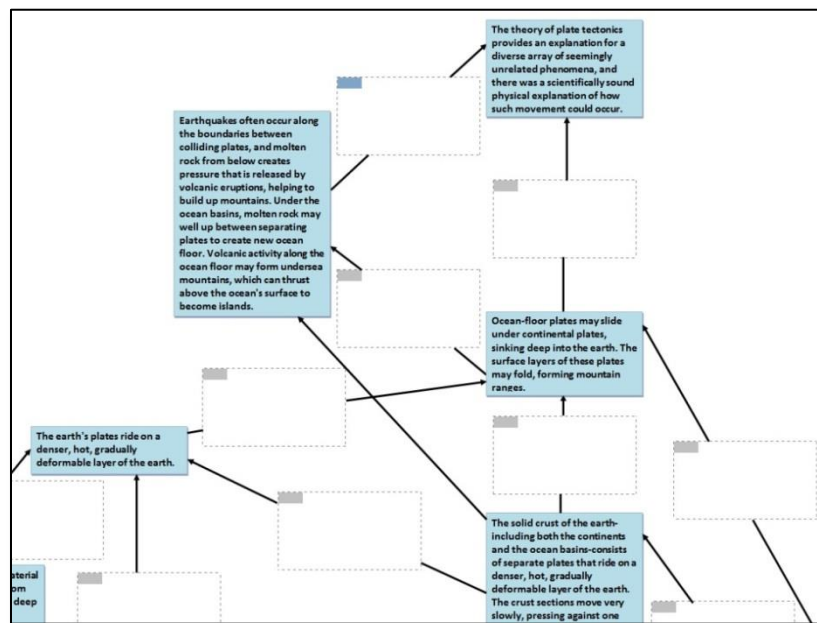 The theory of plate tectonics
provides an explanation for a
diverse array of seemingly
unrelated phenomena, and
there was a scientifically sound
physical explanation of how
such movement could occur.
Earthquakes often occur along
the boundaries between
colliding plates, and molten
rock from below creates
pressure that is released by
volcanic eruptions, helping to
build up mountains. Under the
ocean basins, molten rock may
well up between separating
plates to create new ocean
floor. Volcanic activity along the
ocean floor may form undersea
mountains, which can thrust
above the ocean's surface to
become islands.
Ocean-floor plates may slide
under continental plates,
sinking deep into the earth. The
surface layers of these plates
may fold, forming mountain
ranges.
The earth's plates ride on a
denser, hot, gradually
deformable layer of the earth.
The solid crust of the earth-
including both the continents
and the ocean basins-consists
of separate plates that ride on a
denser, hot, gradually
deformable layer of the earth.
The crust sections move very
slowly, pressing against one
aterial
om
deep